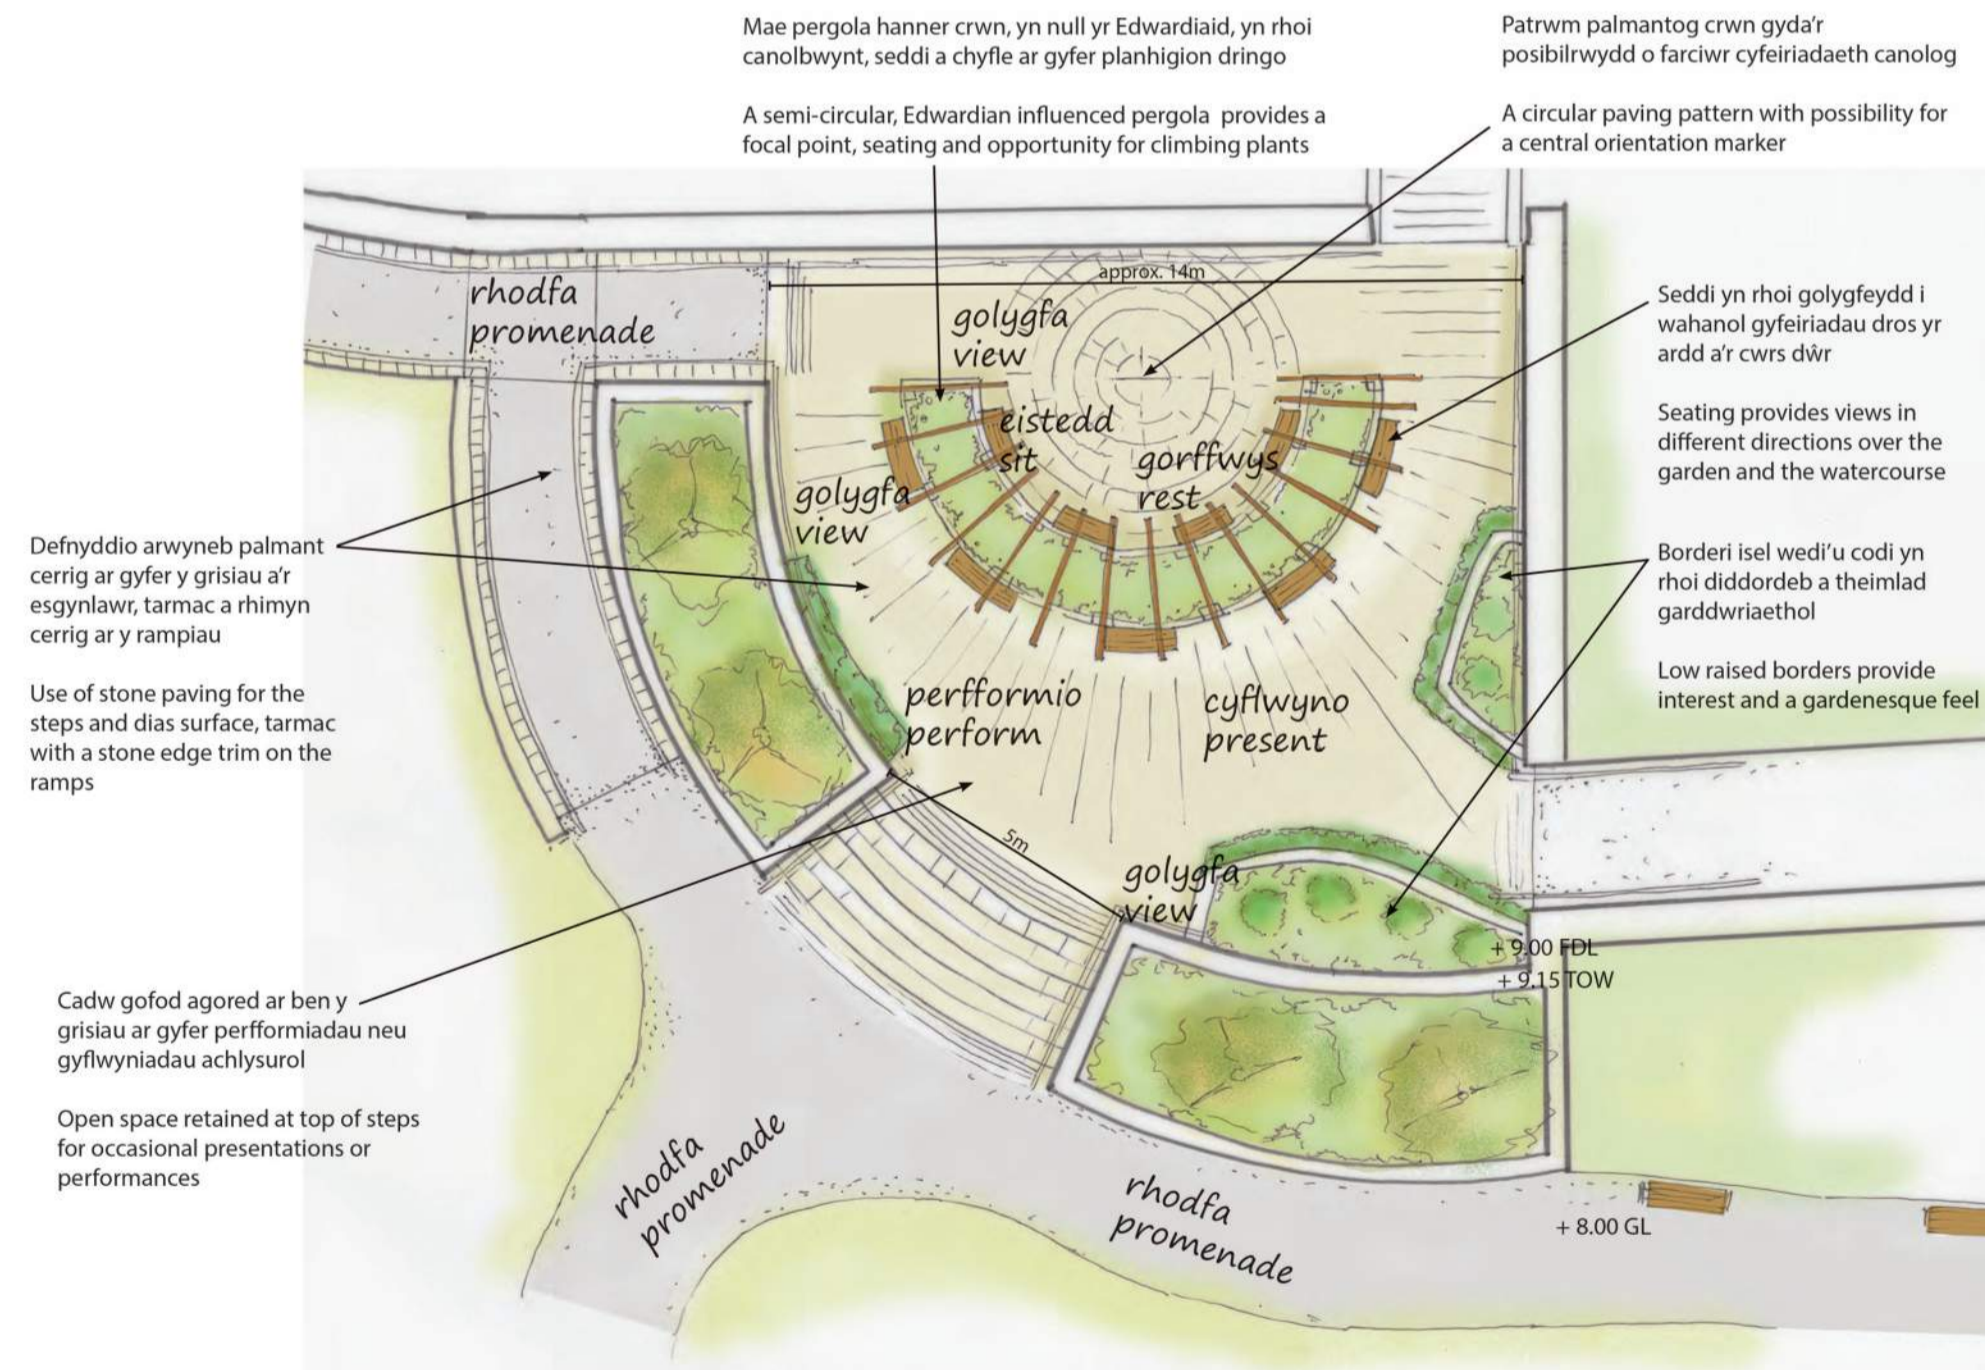 Mae pergola hanner crwn, yn null yr Edwardiaid, yn rhoi
canolbwynt, seddi a chyfle ar gyfer planhigion dringo
A semi-circular, Edwardian influenced pergola provides a
focal point, seating and opportunity for climbing plants
Patrwm palmantog crwn gyda'r
posibilrwydd o farciwr cyfeiriadaeth canolog
A circular paving pattern with possibility for
a central orientation marker
approx. 14m
rhodfa
promenade
golygfa
view
eistedd
sit
gorffwys
rest
golygfa
view
Seddi yn rhoi golygfeydd i
wahanol gyfeiriadau dros yr
ardd a'r cwrs dŵr
Seating provides views in
different directions over the
garden and the watercourse
Defnyddio arwyneb palmant
cerrig ar gyfer y grisiau a'r
esgynlawr, tarmac a rhimyn
cerrig ar y rampiau
Use of stone paving for the
steps and dias surface, tarmac
with a stone edge trim on the
ramps
Borderi isel wedi'u codi yn
rhoi diddordeb a theimlad
garddwriaethol
Low raised borders provide
interest and a gardenesque feel
perfformio
perform
cyflwyno
present
5m
golygfa
view
+ 9.00 FDL
+ 9.15 TOW
Cadw gofod agored ar ben y
grisiau ar gyfer perfformiadau neu
gyflwyniadau achlysurol
Open space retained at top of steps
for occasional presentations or
performances
rhodfa
promenade
rhodfa
promenade
+ 8.00 GL